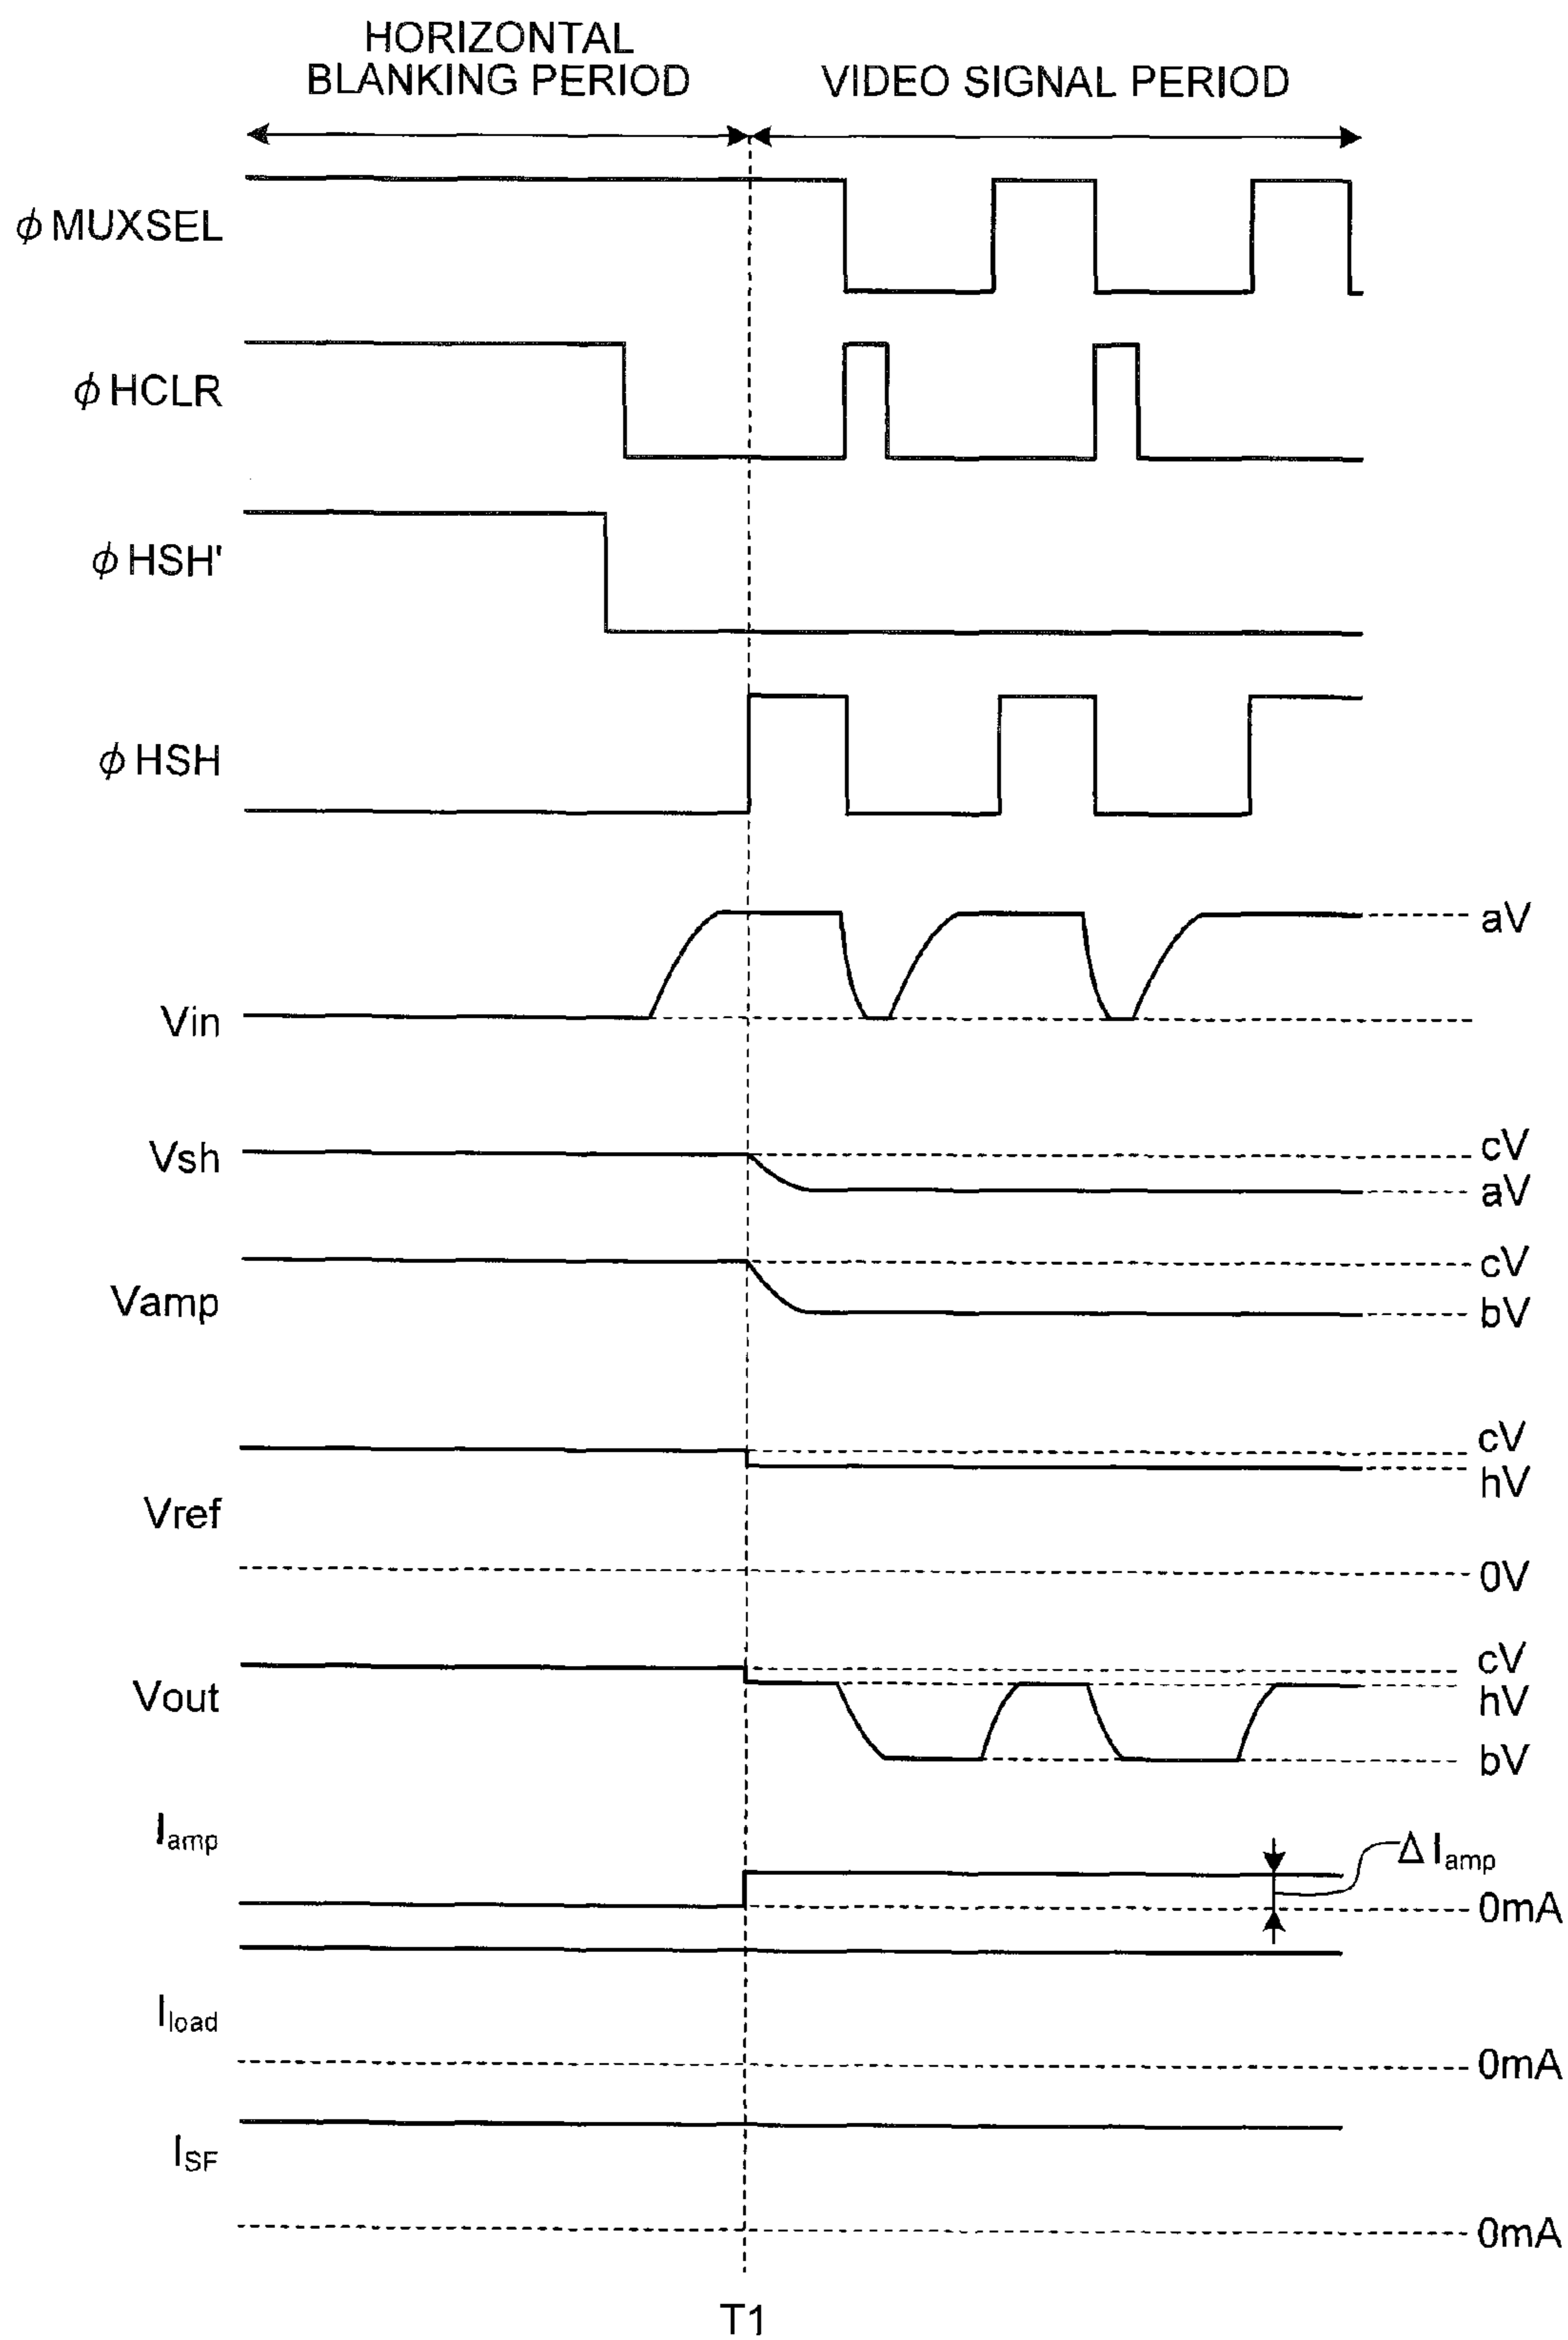 HORIZONTAL
BLANKING PERIOD
VIDEO SIGNAL PERIOD
ϕ MUXSEL
ϕ HCLR
ϕ HSH'
ϕ HSH
aV
Vin
Vsh
cV
aV
cV
Vamp
bV
cV
hV
Vref
0V
cV
Vout
hV
bV
Iamp
Δ Iamp
0mA
Iload
0mA
ISF
0mA
T1